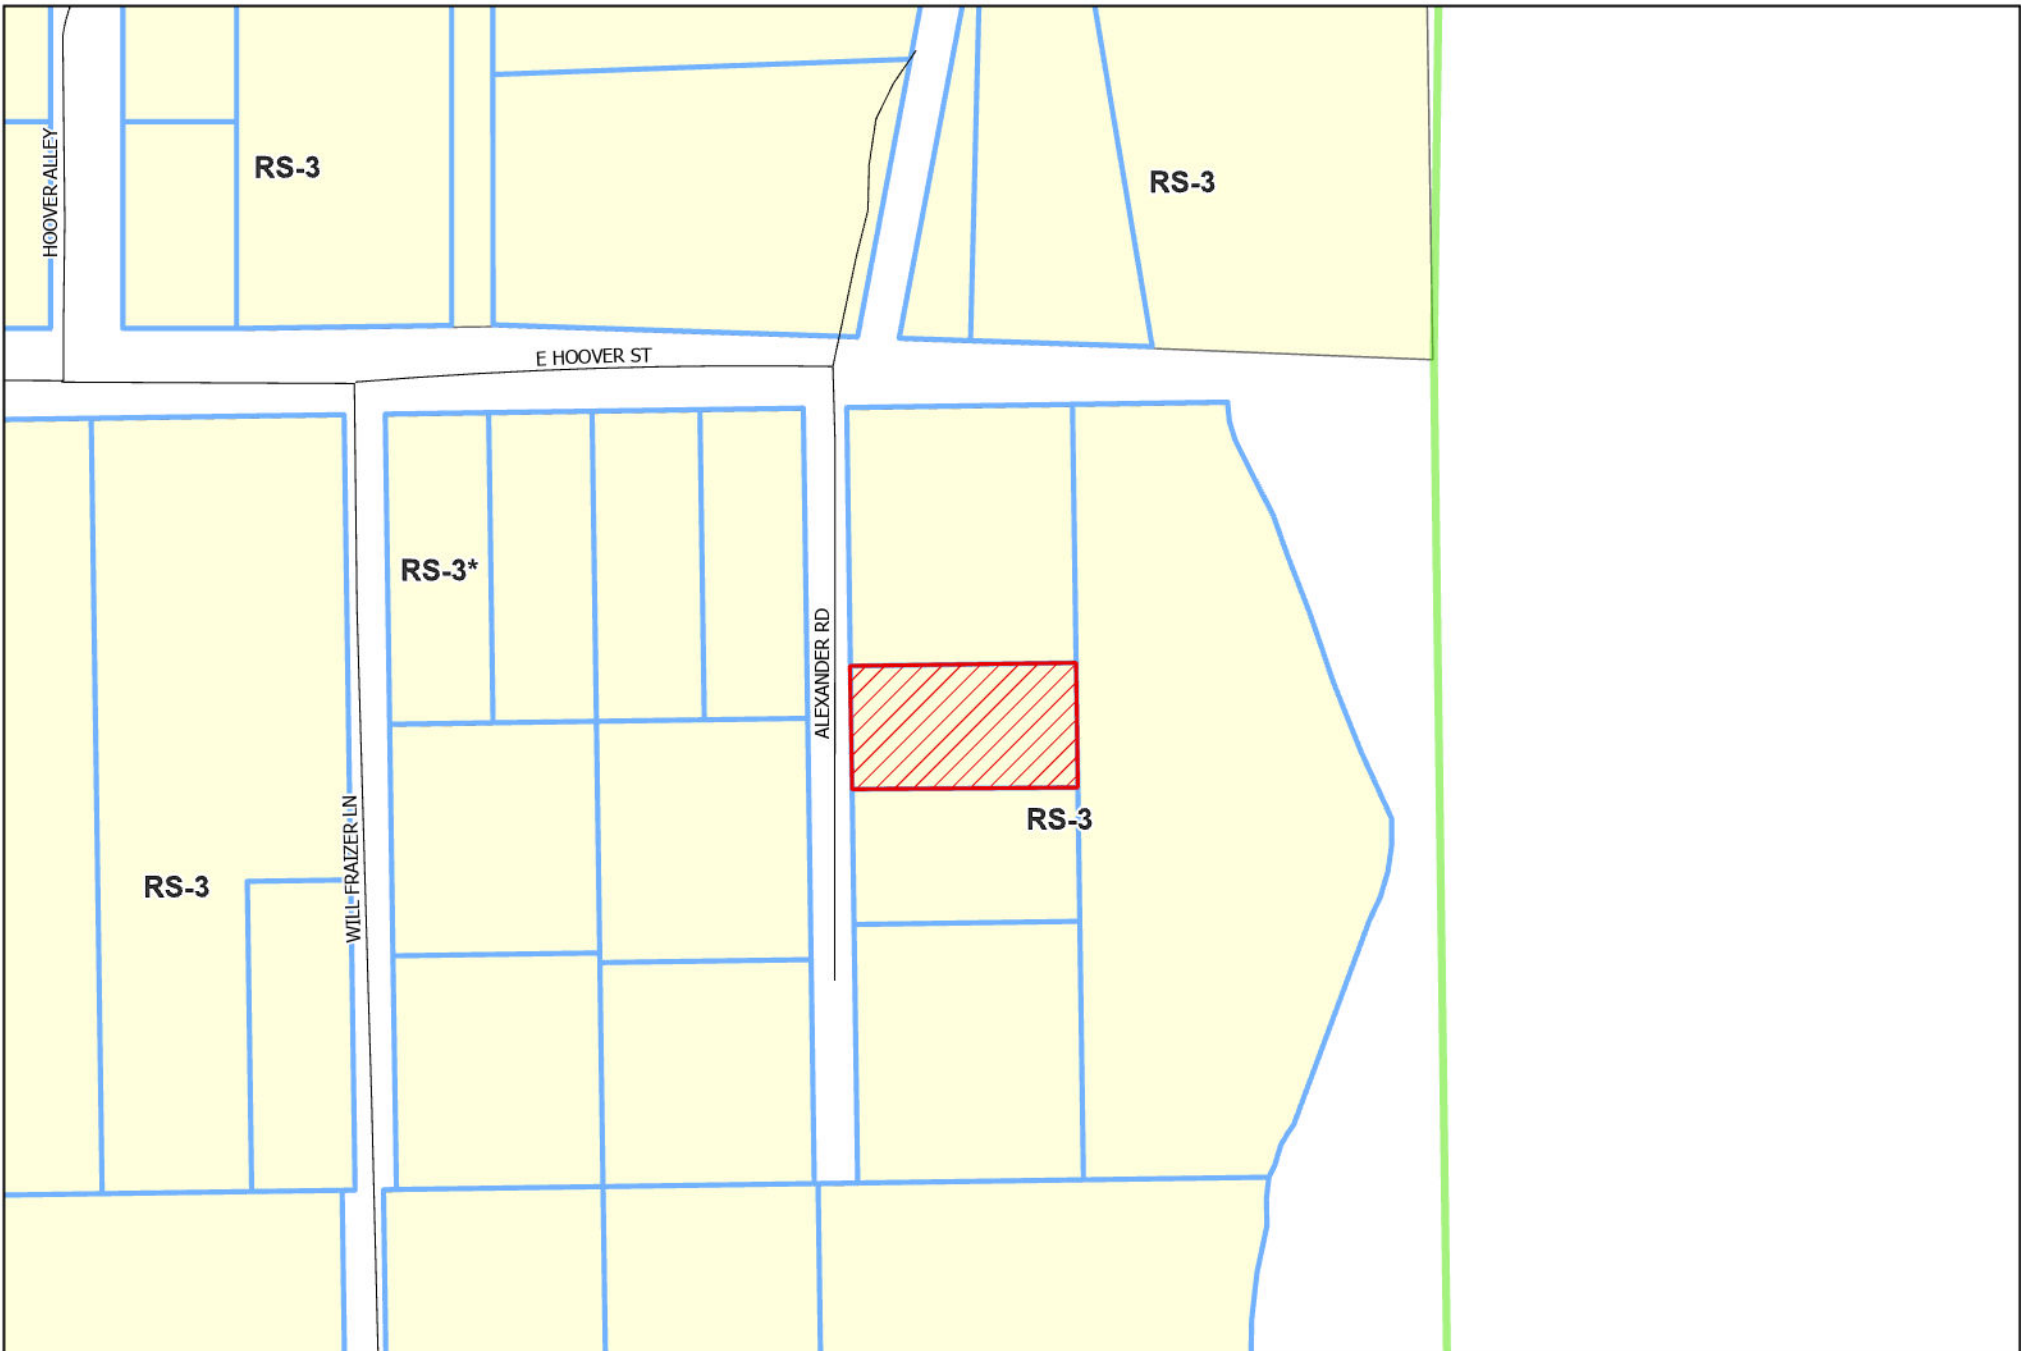 HOOVER ALLEY
RS-3
RS-3
E HOOVER ST
RS-3*
ALEXANDER RD
RS-3
WILL FRAIZER LN
RS-3